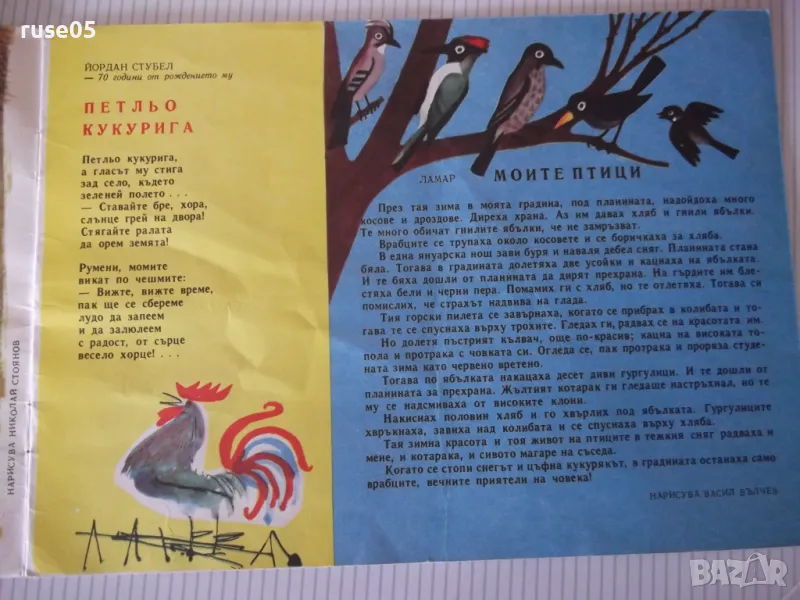 ruse05
ЙОРДАН СТУБЕЛ
— 70 години от рождението му
ПЕТЛЬО
КУКУРИГА
Петльо кукурига,
а гласът му стига
зад село, където
зеленей полето . . .
— Ставайте бре, хора,
слънце грей на двора!
Стягайте ралата
да орем земята!
Румени, момите
викат по чешмите:
— Вижте, вижте време,
пак ще се сбереме
лудо да запеем
и да залюлеем
с радост, от сърце
весело хорце! . . .
НАРИСУВА НИКОЛАЙ СТОЯНОВ
ЛАМАР МОИТЕ ПТИЦИ
През тая зима в моята градина, под планината, надойдоха много
косове и дроздове. Диреха храна. Аз им давах хляб и гнили ябълки.
Те много обичат гнилите ябълки, че не замръзват.
Врабците се трупаха около косовете и се боричкаха за хляба.
В една януарска нощ зави буря и наваля дебел сняг. Планината стана
бяла. Тогава в градината долетяха две усойки и кацнаха на ябълката.
И те бяха дошли от планината да дирят прехрана. На гърдите им бле-
стяха бели и черни пера. Помамих ги с хляб, но те отлетяха. Тогава си
помислих, че страхът надвива на глада.
Тия горски пилета се завърнаха, когато се прибрах в колибата и то-
гава те се спуснаха върху трохите. Гледах ги, радвах се на красотата им.
Но долетя пъстрият кълвач, още по-красив; кацна на високата то-
пола и протрака с човката си. Огледа се, пак протрака и проряза студе-
ната зима като червено вретено.
Тогава по ябълката накацаха десет диви гургулици. И те дошли от
планината за прехрана. Жълтият котарак ги гледаше настръхнал, но те
му се надсмиваха от високите клони.
Накиснах половин хляб и го хвърлих под ябълката. Гургулиците
хвръкнаха, завиха над колибата и се спуснаха върху хляба.
Тая зимна красота и тоя живот на птиците в тежкия сняг радваха и
мене, и котарака, и сивото магаре на съседа.
Когато се стопи снегът и цъфна кукурякът, в градината останаха само
врабците, вечните приятели на човека!
НАРИСУВА ВАСИЛ ВЪЛЧЕВ
BAZAR